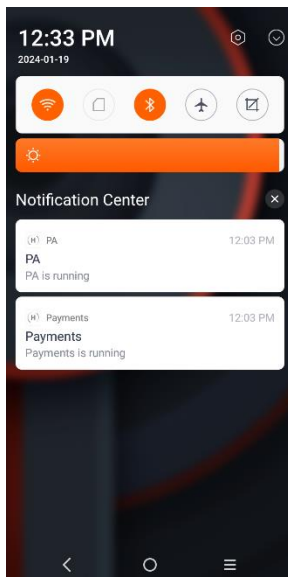 12:33 PM
2024-01-19
Notification Center
(H) PA 12:03 PM
PA
PA is running
(H) Payments 12:03 PM
Payments
Payments is running